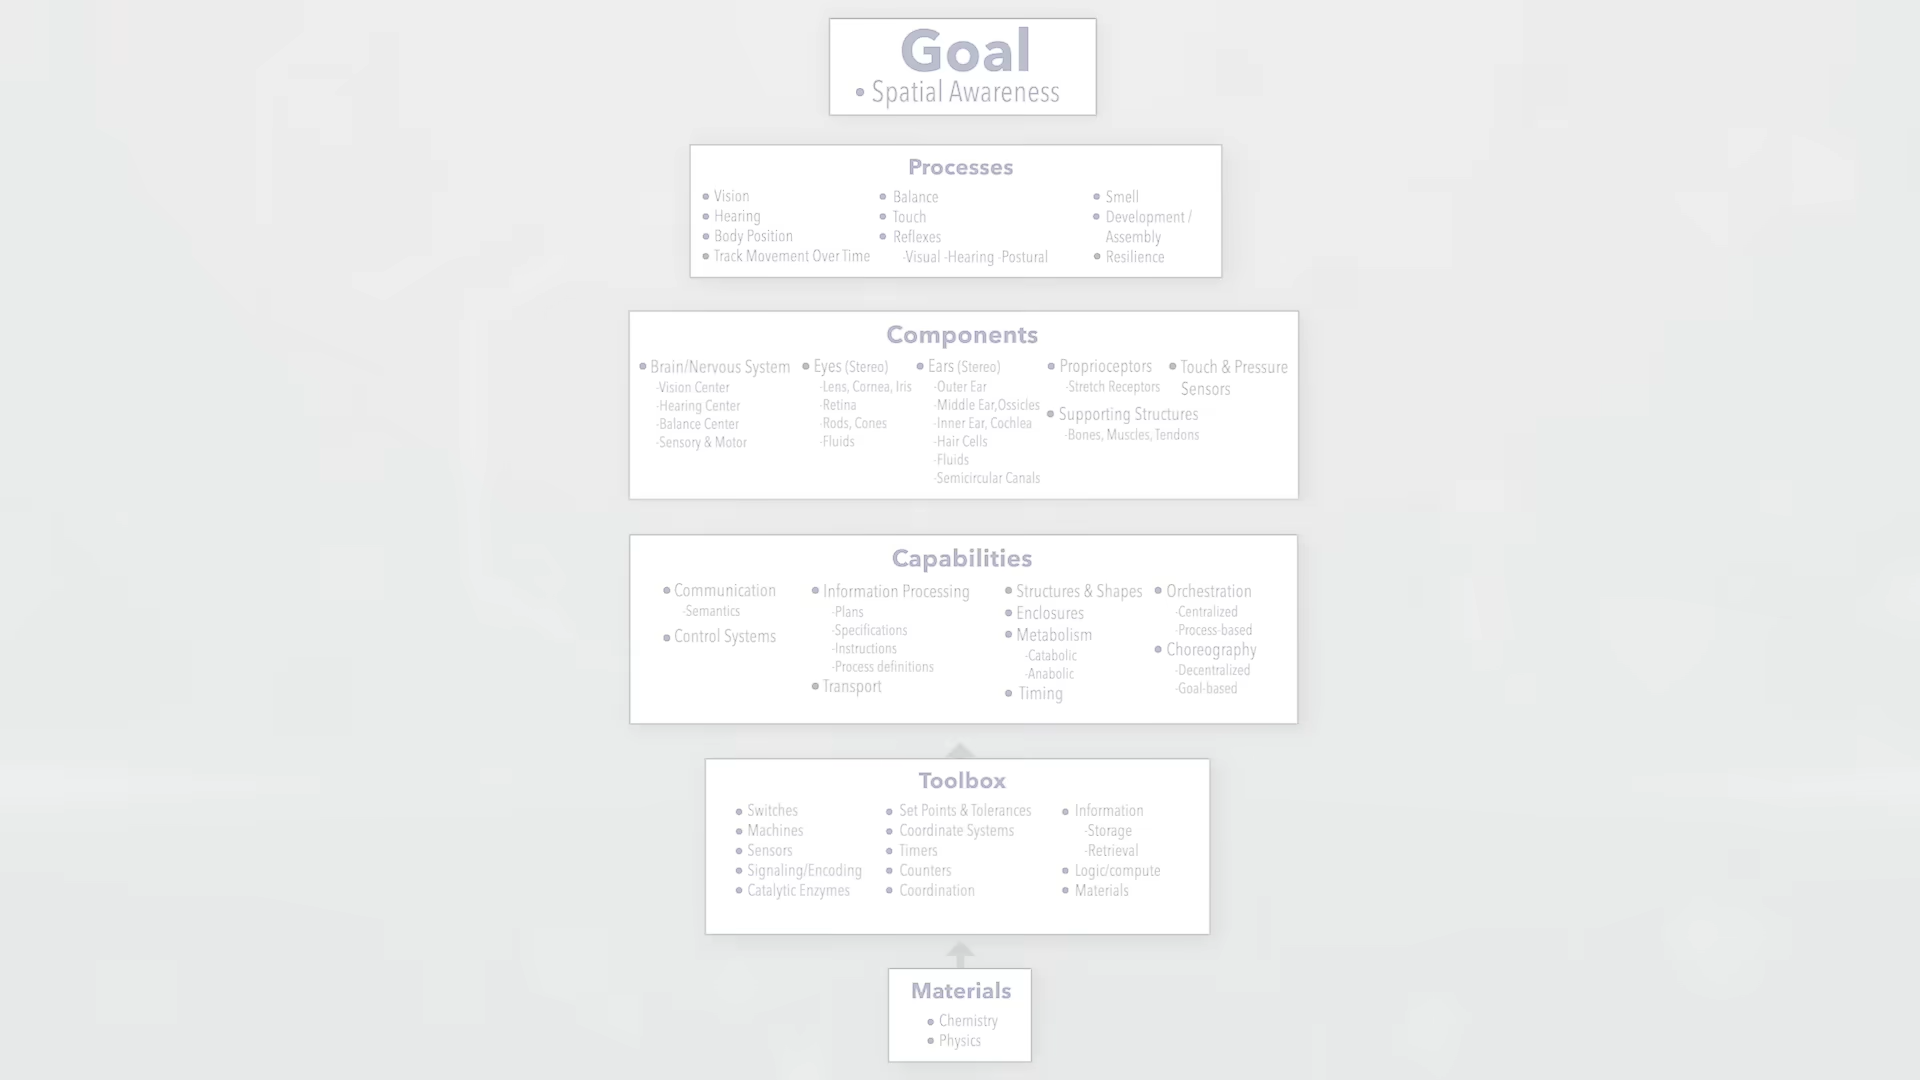 Goal
• Spatial Awareness
Processes
• Vision
• Hearing
• Body Position
• Track Movement Over Time
• Balance
• Touch
• Reflexes
-Visual -Hearing -Postural
• Smell
• Development /
Assembly
• Resilience
Components
• Brain/Nervous System
-Vision Center
-Hearing Center
-Balance Center
-Sensory & Motor
• Eyes (Stereo)
-Lens, Cornea, Iris
-Retina
-Rods, Cones
-Fluids
• Ears (Stereo)
-Outer Ear
-Middle Ear,Ossicles
-Inner Ear, Cochlea
-Hair Cells
-Fluids
-Semicircular Canals
• Proprioceptors
-Stretch Receptors
• Supporting Structures
-Bones, Muscles, Tendons
• Touch & Pressure
Sensors
Capabilities
• Communication
-Semantics
• Control Systems
• Information Processing
-Plans
-Specifications
-Instructions
-Process definitions
• Transport
• Structures & Shapes
• Enclosures
• Metabolism
-Catabolic
-Anabolic
• Timing
• Orchestration
-Centralized
-Process-based
• Choreography
-Decentralized
-Goal-based
Toolbox
• Switches
• Machines
• Sensors
• Signaling/Encoding
• Catalytic Enzymes
• Set Points & Tolerances
• Coordinate Systems
• Timers
• Counters
• Coordination
• Information
-Storage
-Retrieval
• Logic/compute
• Materials
Materials
• Chemistry
• Physics